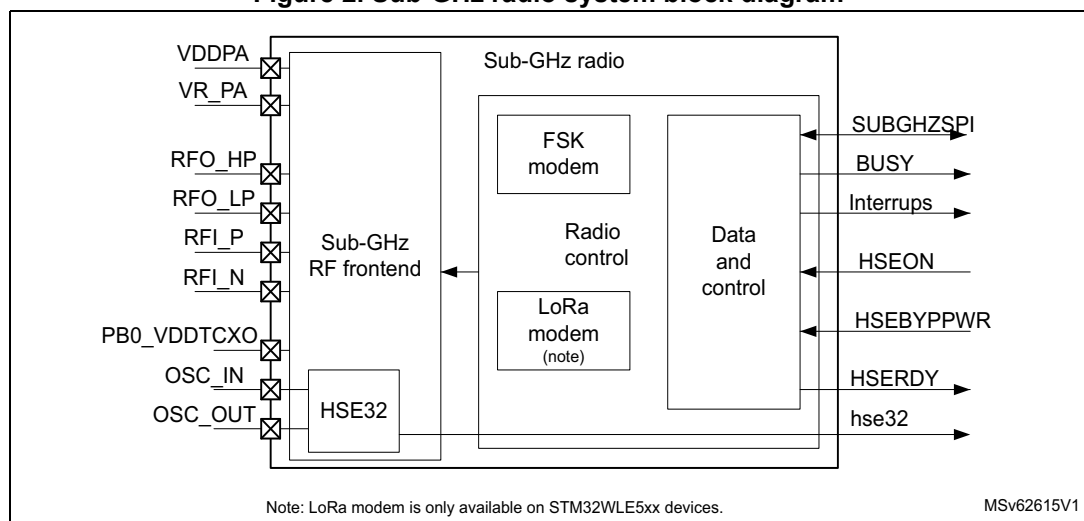 Figure 2. Sub-GHz radio system block diagram
VDDPA
VR_PA
RFO_HP
RFO_LP
RFI_P
RFI_N
PB0_VDDTCXO
OSC_IN
OSC_OUT
Sub-GHz radio
Sub-GHz
RF frontend
HSE32
FSK
modem
Radio
control
LoRa
modem
(note)
Data
and
control
SUBGHZSPI
BUSY
Interrups
HSEON
HSEBYPPWR
HSERDY
hse32
Note: LoRa modem is only available on STM32WLE5xx devices.
MSv62615V1